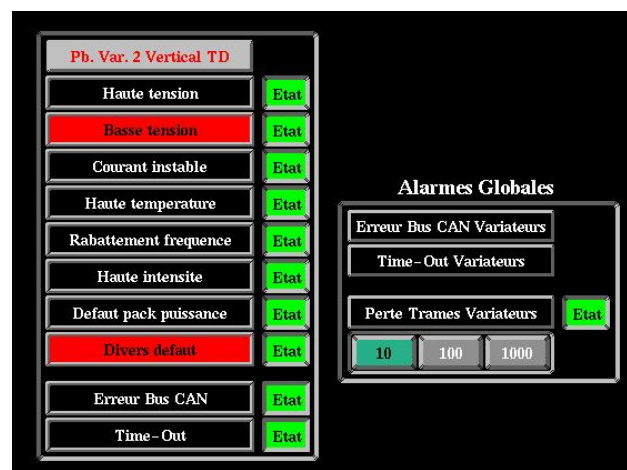 Pb. Var. 2 Vertical TD
Haute tension Etat
Basse tension Etat
Courant instable Etat
Haute temperature Etat
Rabattement frequence Etat
Haute intensite Etat
Defaut pack puissance Etat
Divers defaut Etat
Erreur Bus CAN Etat
Time-Out Etat
Alarmes Globales
Erreur Bus CAN Variateurs
Time-Out Variateurs
Perte Trames Variateurs Etat
10 100 1000